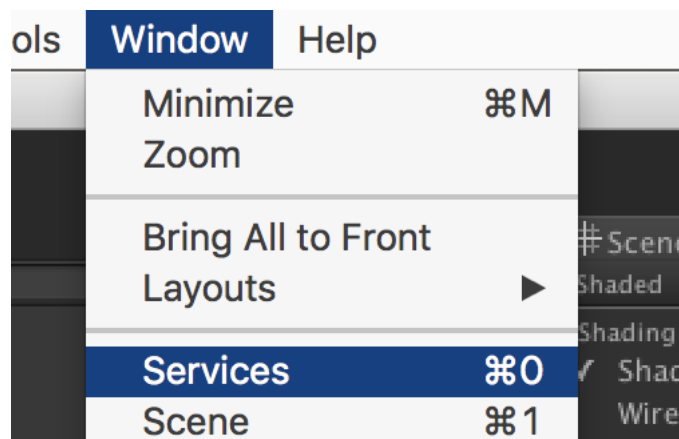 ols Window Help
Minimize ⌘M
Zoom
Bring All to Front
Layouts ▶
Scene
Shaded
Shading
Services ⌘0
✓ Shad
Scene ⌘1
Wire